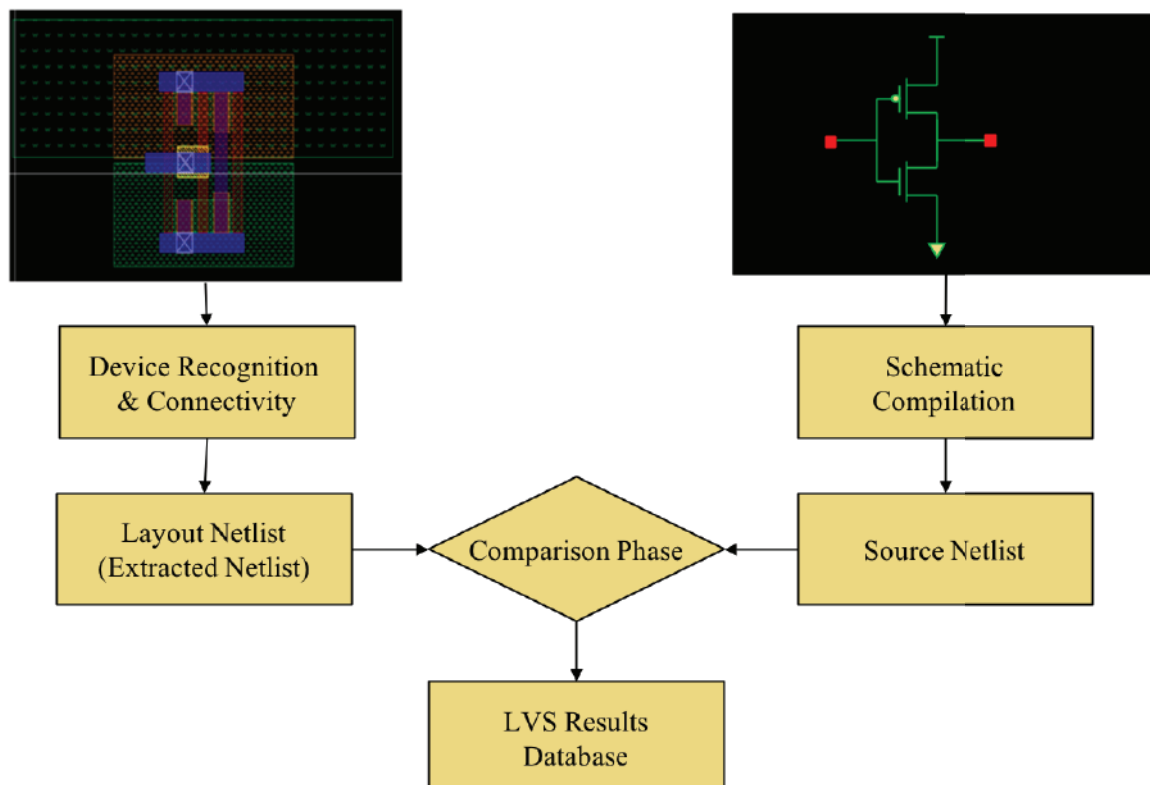 Device Recognition
& Connectivity
Schematic
Compilation
Layout Netlist
(Extracted Netlist)
Comparison Phase
Source Netlist
LVS Results
Database